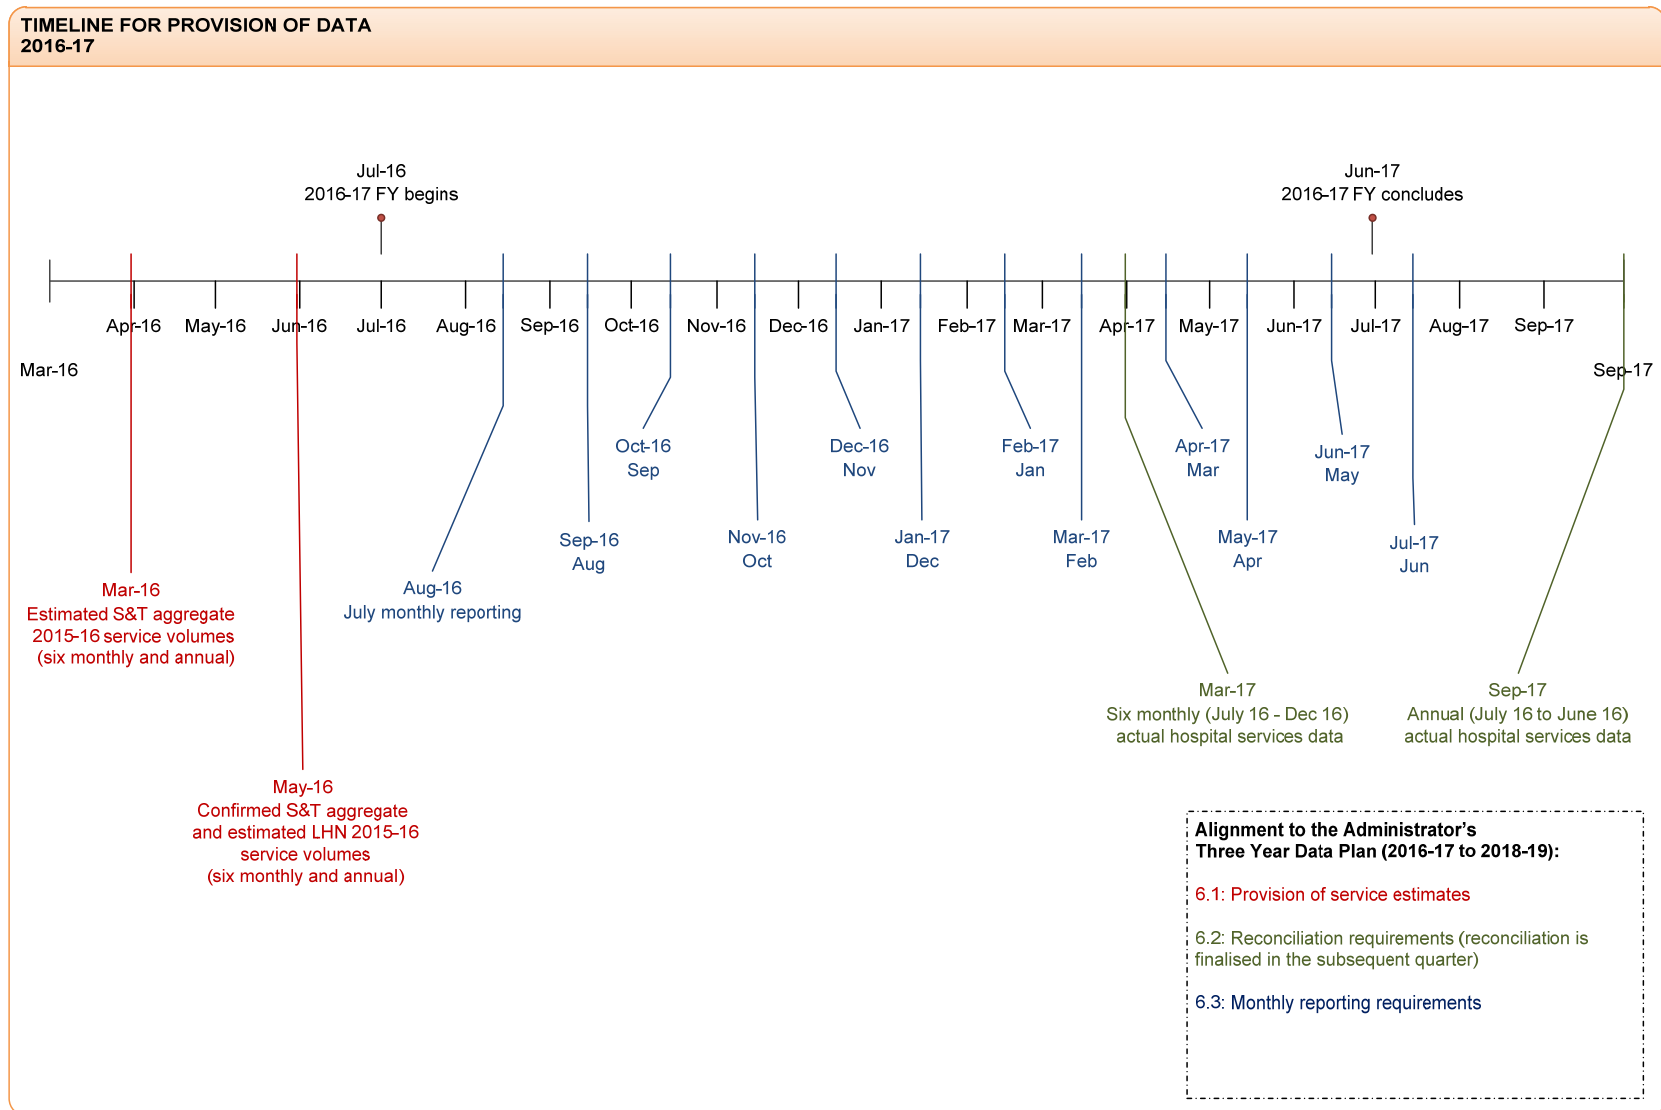 TIMELINE FOR PROVISION OF DATA
2016-17
Jul-16
2016-17 FY begins
Jun-17
2016-17 FY concludes
Apr-16
May-16
Jun-16
Jul-16
Aug-16
Sep-16
Oct-16
Nov-16
Dec-16
Jan-17
Feb-17
Mar-17
Apr-17
May-17
Jun-17
Jul-17
Aug-17
Sep-17
Mar-16
Sep-17
Mar-16
Estimated S&T aggregate
2015-16 service volumes
(six monthly and annual)
May-16
Confirmed S&T aggregate
and estimated LHN 2015-16
service volumes
(six monthly and annual)
Aug-16
July monthly reporting
Sep-16
Aug
Oct-16
Sep
Nov-16
Oct
Dec-16
Nov
Jan-17
Dec
Feb-17
Jan
Mar-17
Feb
Apr-17
Mar
May-17
Apr
Jun-17
May
Jul-17
Jun
Mar-17
Six monthly (July 16 - Dec 16)
actual hospital services data
Sep-17
Annual (July 16 to June 16)
actual hospital services data
Alignment to the Administrator’s
Three Year Data Plan (2016-17 to 2018-19):
6.1: Provision of service estimates
6.2: Reconciliation requirements (reconciliation is
finalised in the subsequent quarter)
6.3: Monthly reporting requirements